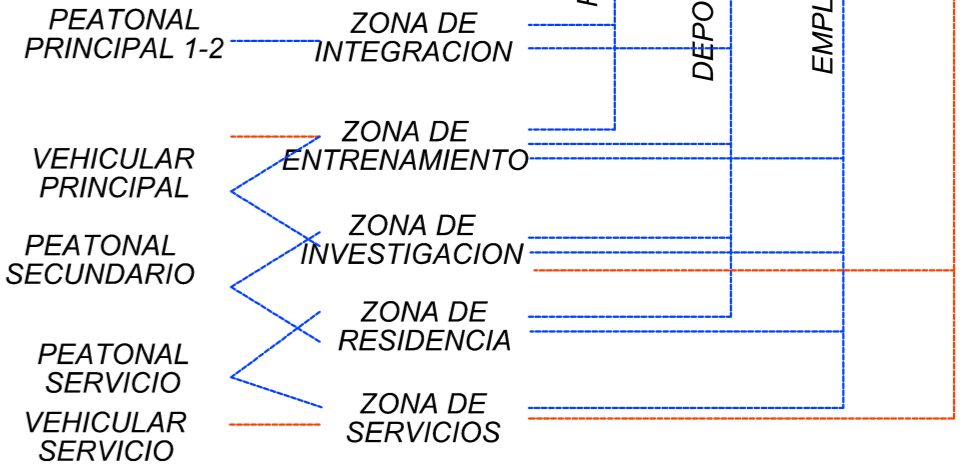 PEATONAL
PRINCIPAL 1-2
ZONA DE
INTEGRACION
VEHICULAR
PRINCIPAL
ZONA DE
ENTRENAMIENTO
PEATONAL
SECUNDARIO
ZONA DE
INVESTIGACION
PEATONAL
SERVICIO
ZONA DE
RESIDENCIA
VEHICULAR
SERVICIO
ZONA DE
SERVICIOS
DEPO
EMPL